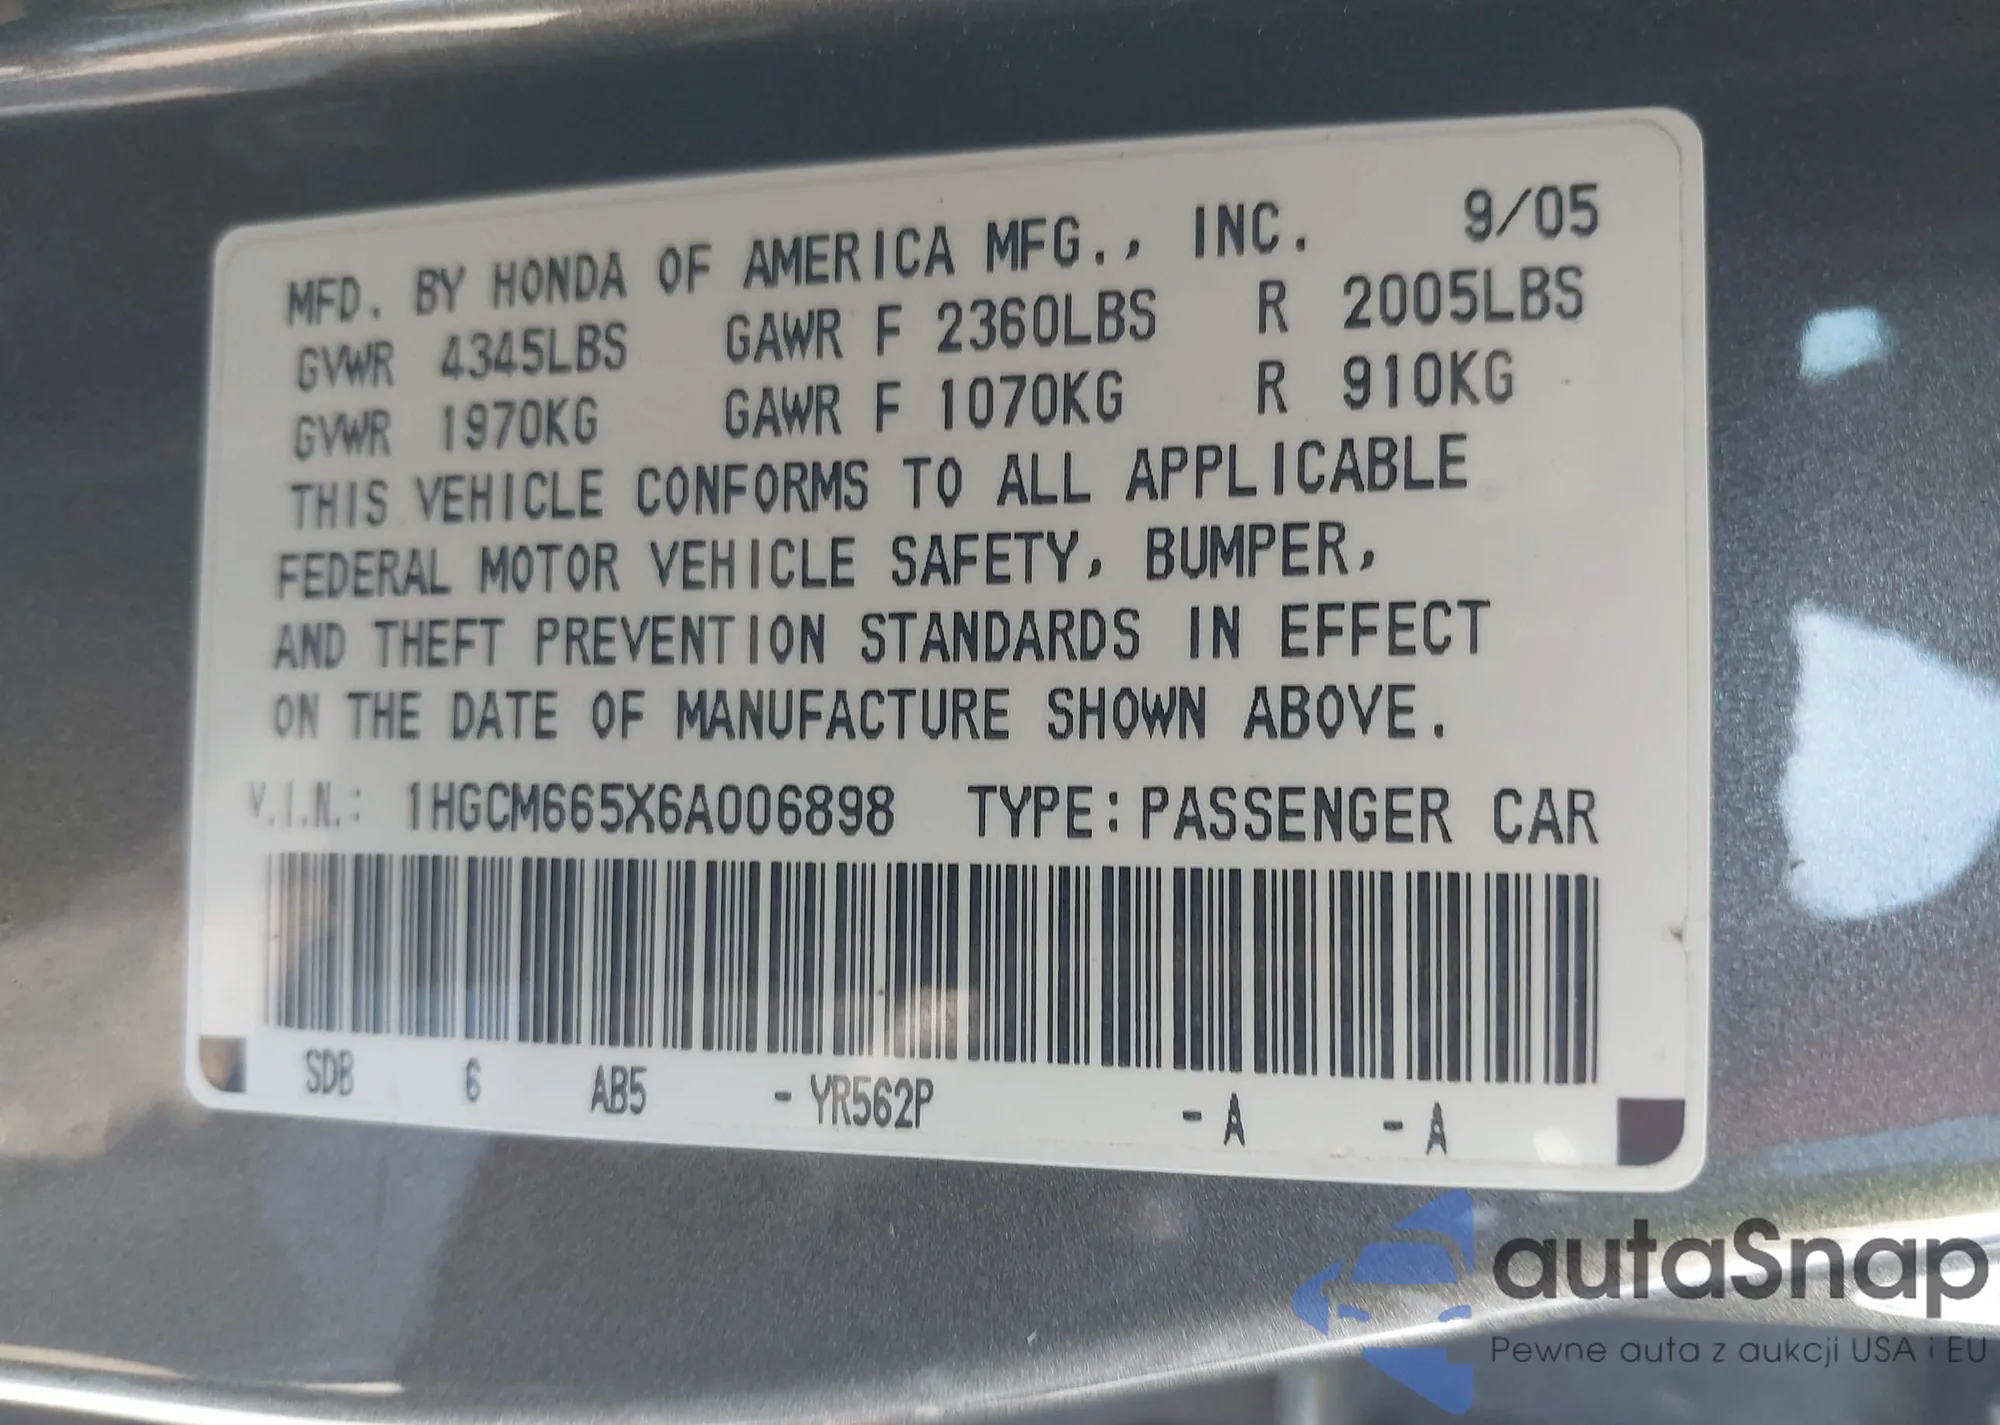 MFD. BY HONDA OF AMERICA MFG., INC. 9/05
GVWR 4345LBS GAWR F 2360LBS R 2005LBS
GVWR 1970KG GAWR F 1070KG R 910KG
THIS VEHICLE CONFORMS TO ALL APPLICABLE
FEDERAL MOTOR VEHICLE SAFETY, BUMPER,
AND THEFT PREVENTION STANDARDS IN EFFECT
ON THE DATE OF MANUFACTURE SHOWN ABOVE.
V.I.N.: 1HGCM665X6A006898 TYPE: PASSENGER CAR
SDB 6 AB5 - YR562P - A - A
autaSnap
Pewne auta z aukcji USA i EU